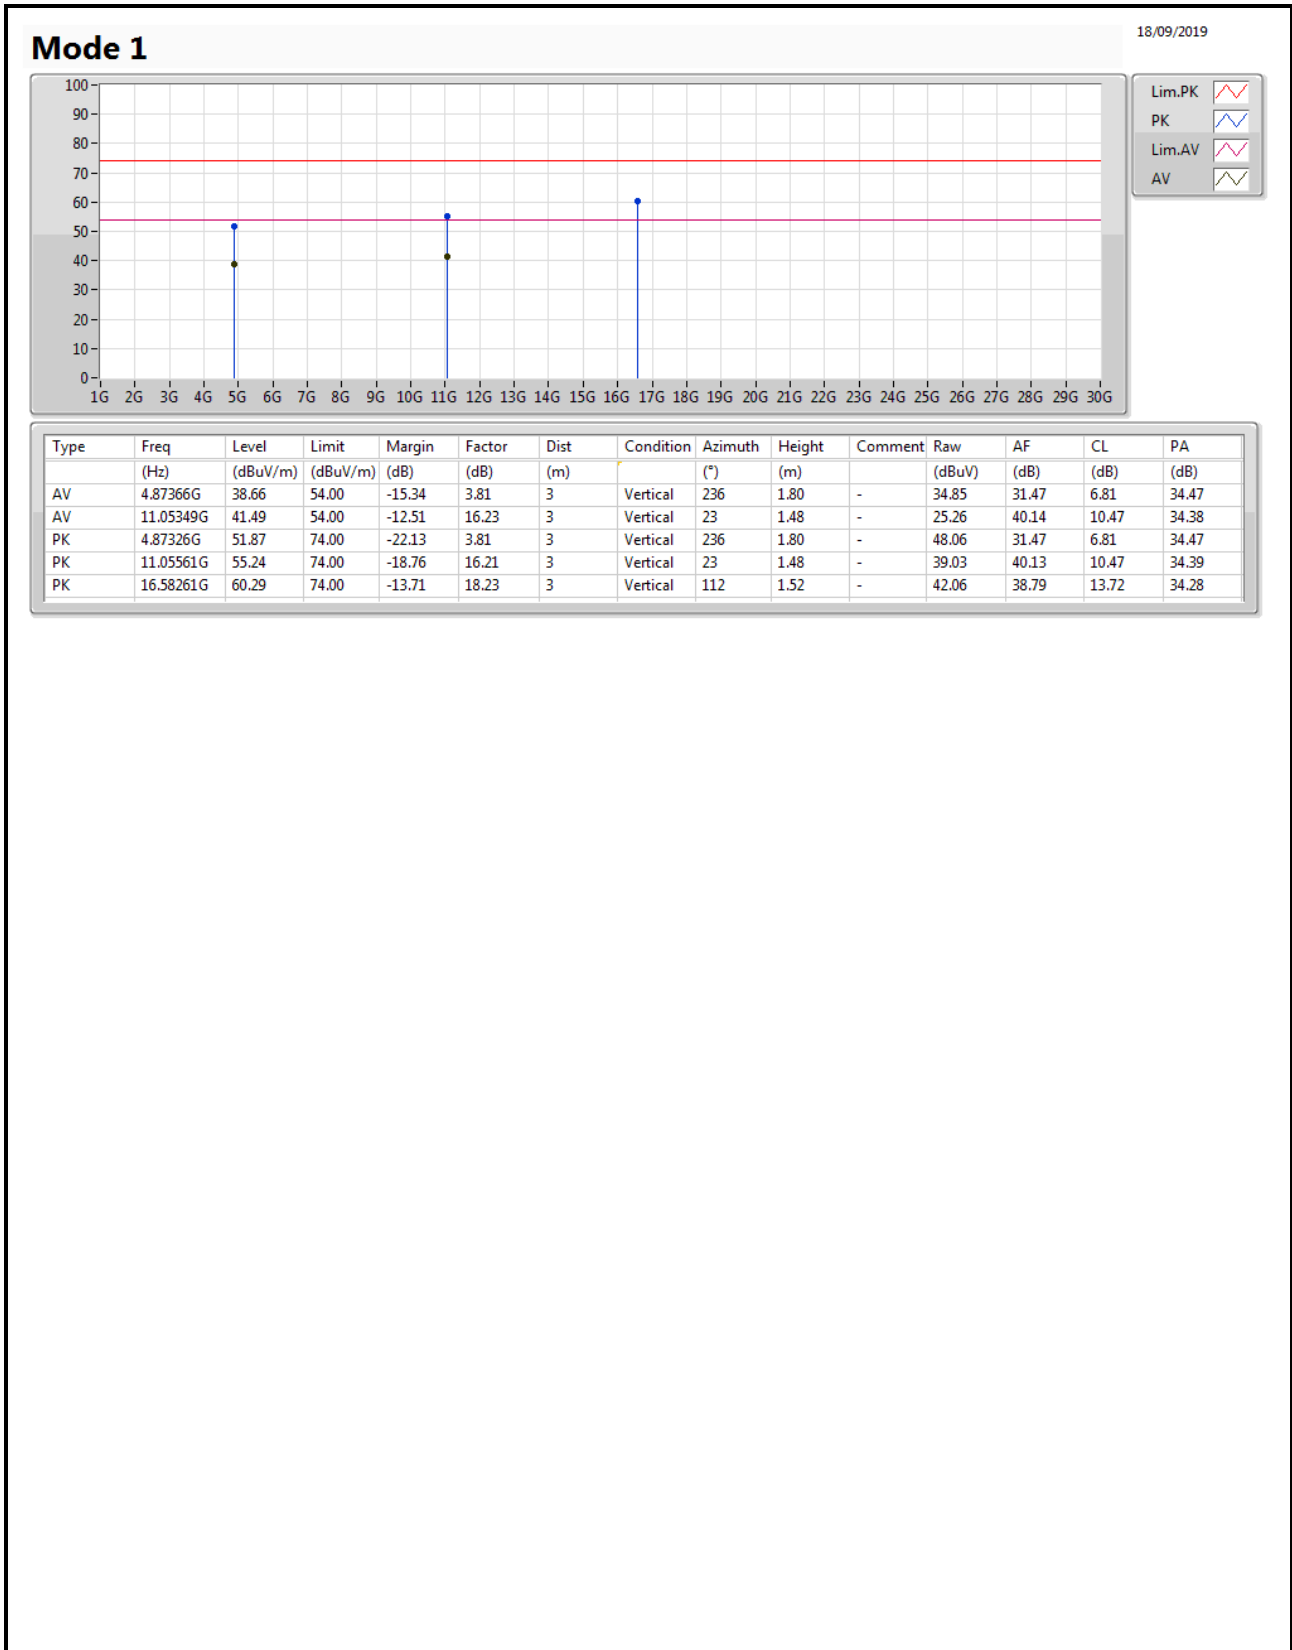 18/09/2019
Mode 1
100
90
80
70
60
50
40
30
20
10
0
1G 2G 3G 4G 5G 6G 7G 8G 9G 10G 11G 12G 13G 14G 15G 16G 17G 18G 19G 20G 21G 22G 23G 24G 25G 26G 27G 28G 29G 30G
Lim.PK
PK
Lim.AV
AV
Type Freq Level Limit Margin Factor Dist Condition Azimuth Height Comment Raw AF CL PA
(Hz) (dBuV/m) (dBuV/m) (dB) (dB) (m) (°) (m) (dBuV) (dB) (dB) (dB)
AV 4.87366G 38.66 54.00 -15.34 3.81 3 Vertical 236 1.80 - 34.85 31.47 6.81 34.47
AV 11.05349G 41.49 54.00 -12.51 16.23 3 Vertical 23 1.48 - 25.26 40.14 10.47 34.38
PK 4.87326G 51.87 74.00 -22.13 3.81 3 Vertical 236 1.80 - 48.06 31.47 6.81 34.47
PK 11.05561G 55.24 74.00 -18.76 16.21 3 Vertical 23 1.48 - 39.03 40.13 10.47 34.39
PK 16.58261G 60.29 74.00 -13.71 18.23 3 Vertical 112 1.52 - 42.06 38.79 13.72 34.28